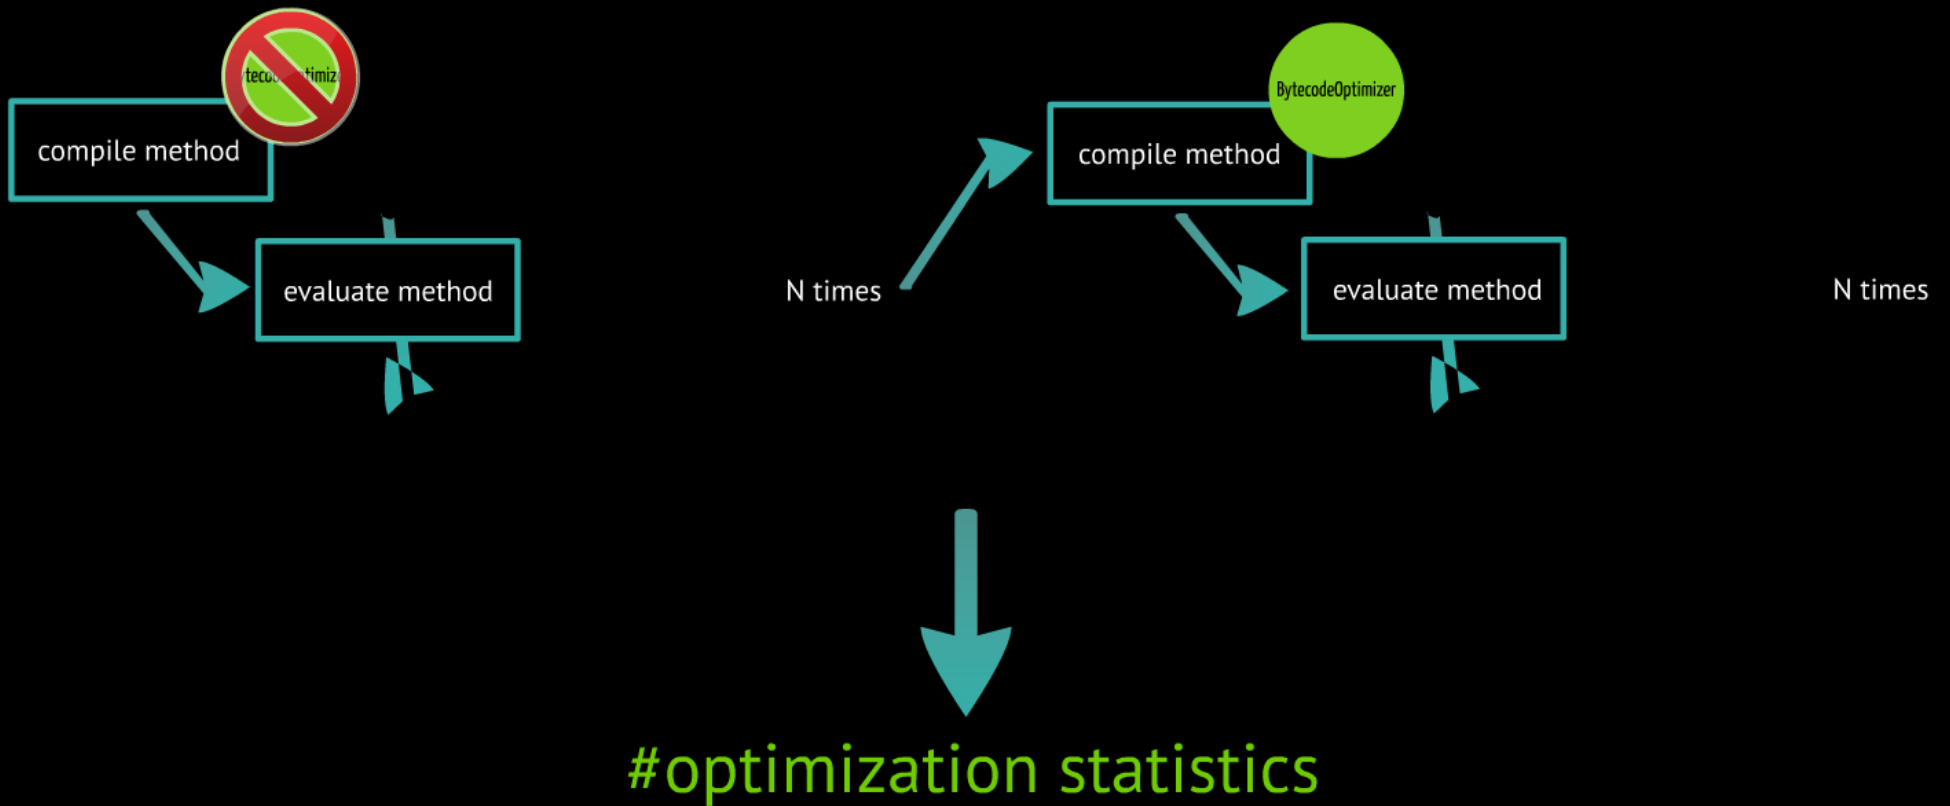 compile method
evaluate method
N times
BytecodeOptimizer
compile method
evaluate method
N times
#optimization statistics